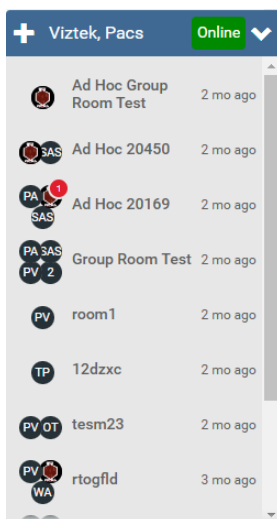 Viztek, Pacs Online
Ad Hoc Group
Room Test
2 mo ago
SAS Ad Hoc 20450 2 mo ago
PA 1
SAS
Ad Hoc 20169 2 mo ago
PA SAS
PV 2
Group Room Test 2 mo ago
PV room1 2 mo ago
TP 12dzxc 2 mo ago
PV OT tesm23 2 mo ago
PV
WA
rtogfld 3 mo ago